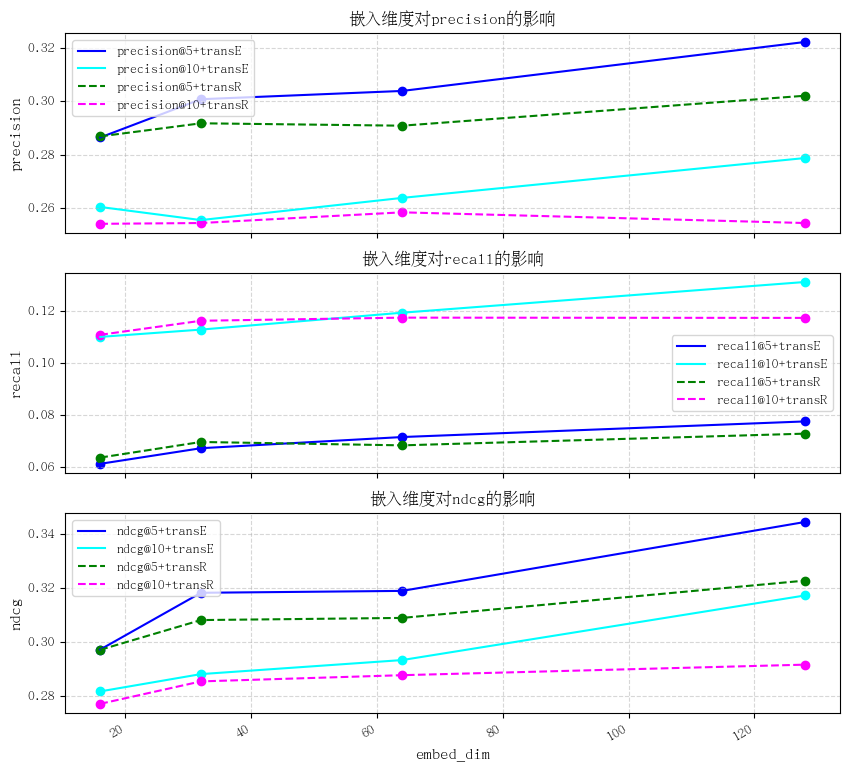 嵌入维度对precision的影响
0.32
0.30
0.28
0.26
precision
precision@5+transE
precision@10+transE
precision@5+transR
precision@10+transR
嵌入维度对recall的影响
0.12
0.10
0.08
0.06
recall
recall@5+transE
recall@10+transE
recall@5+transR
recall@10+transR
嵌入维度对ndcg的影响
0.34
0.32
0.30
0.28
ndcg
ndcg@5+transE
ndcg@10+transE
ndcg@5+transR
ndcg@10+transR
20
40
60
80
100
120
embed_dim